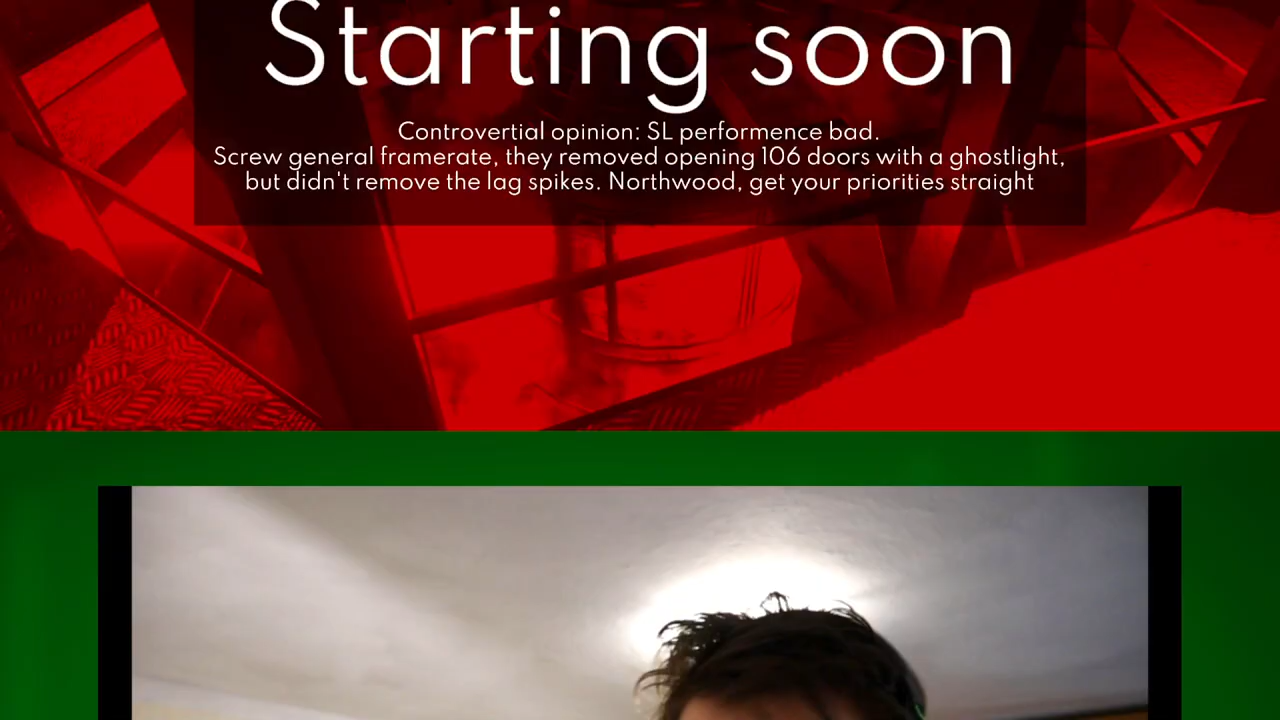 Starting soon
Controvertial opinion: SL performence bad.
Screw general framerate, they removed opening 106 doors with a ghostlight,
but didn't remove the lag spikes. Northwood, get your priorities straight